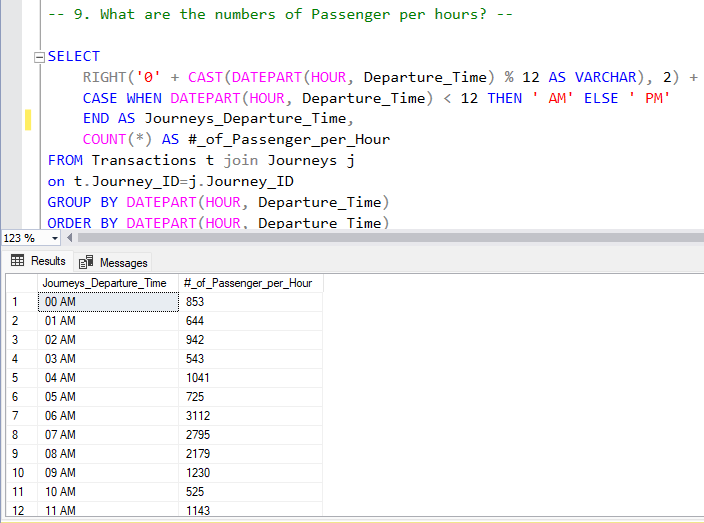 -- 9. What are the numbers of Passenger per hours? --
SELECT
RIGHT('0' + CAST(DATEPART(HOUR, Departure_Time) % 12 AS VARCHAR), 2) +
CASE WHEN DATEPART(HOUR, Departure_Time) < 12 THEN ' AM' ELSE ' PM'
END AS Journeys_Departure_Time,
COUNT(*) AS #_of_Passenger_per_Hour
FROM Transactions t join Journeys j
on t.Journey_ID=j.Journey_ID
GROUP BY DATEPART(HOUR, Departure_Time)
ORDER BY DATEPART(HOUR, Departure_Time)
123 %
Results Messages
Journeys_Departure_Time #_of_Passenger_per_Hour
1 00 AM 853
2 01 AM 644
3 02 AM 942
4 03 AM 543
5 04 AM 1041
6 05 AM 725
7 06 AM 3112
8 07 AM 2795
9 08 AM 2179
10 09 AM 1230
11 10 AM 525
12 11 AM 1143